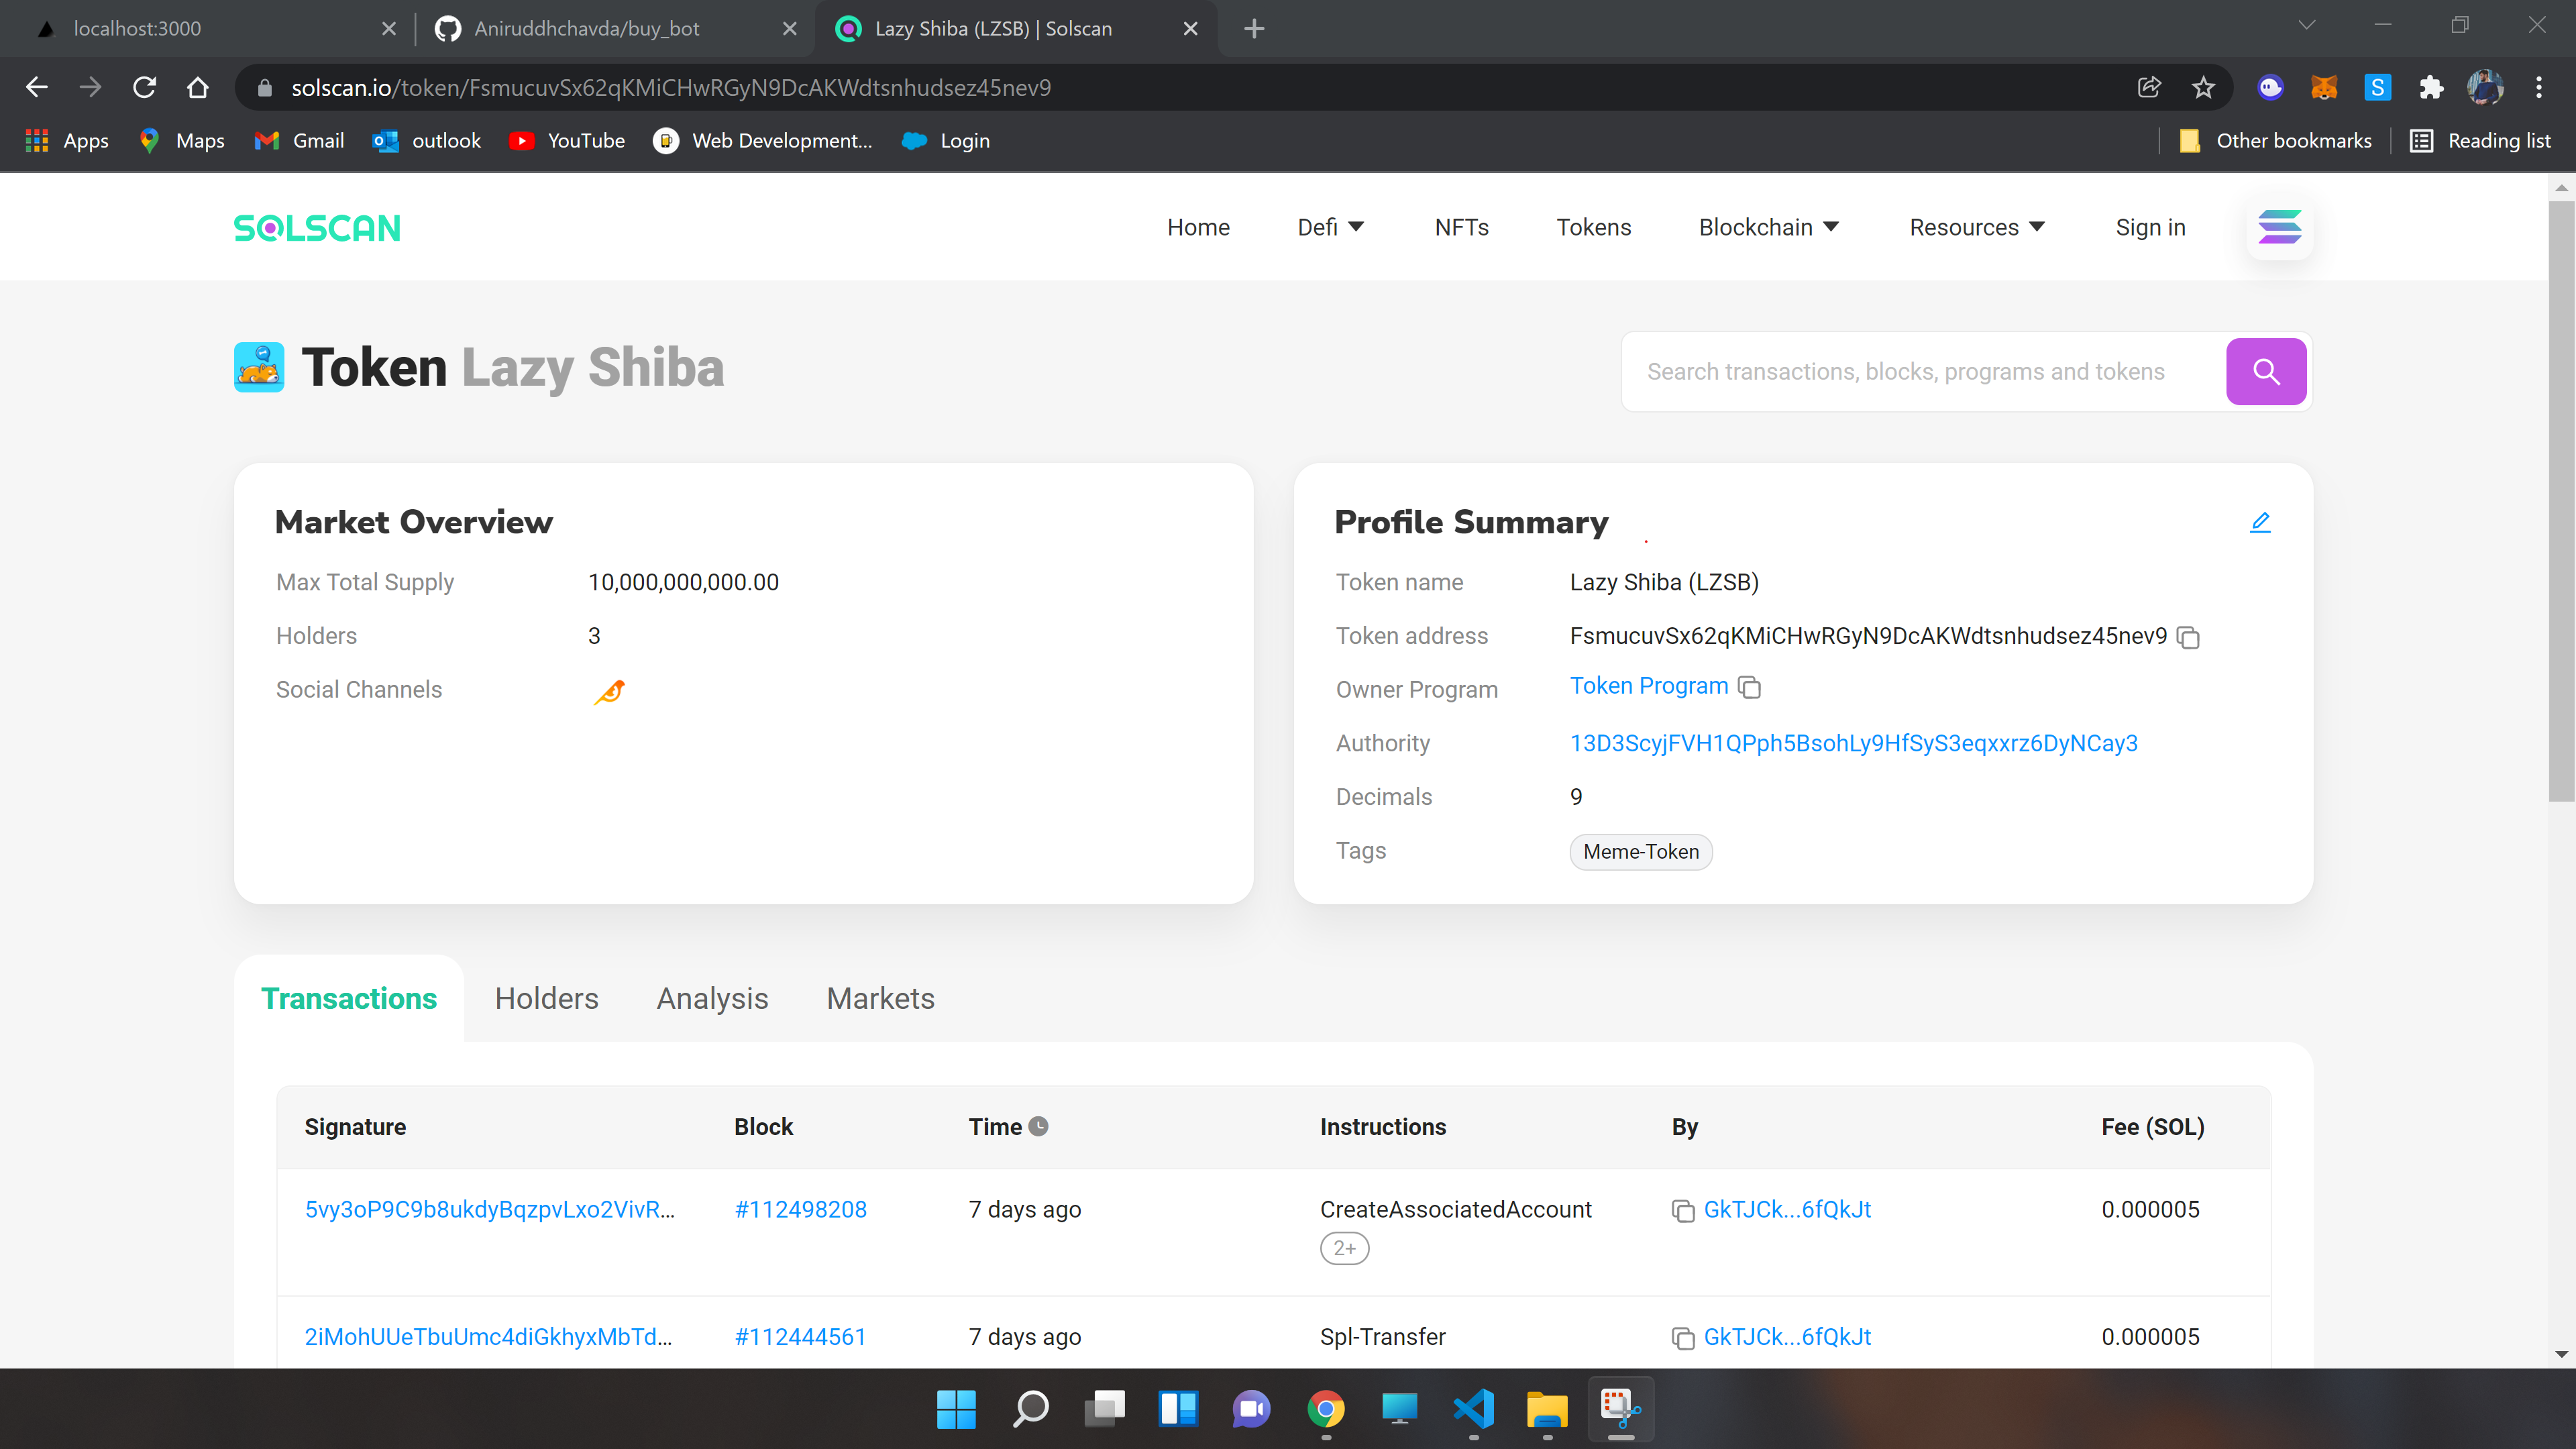 localhost:3000
Aniruddhchavda/buy_bot
Lazy Shiba (LZSB) | Solscan
solscan.io/token/FsmucuvSx62qKMiCHwRGyN9DcAKWdtsnhudsez45nev9
S
Apps
Maps
Gmail
outlook
YouTube
Web Development...
Login
Other bookmarks
Reading list
SOLSCAN
Home
Defi
NFTs
Tokens
Blockchain
Resources
Sign in
Token Lazy Shiba
Search transactions, blocks, programs and tokens
Market Overview
Max Total Supply 10,000,000,000.00
Holders 3
Social Channels
Profile Summary
Token name Lazy Shiba (LZSB)
Token address FsmucuvSx62qKMiCHwRGyN9DcAKWdtsnhudsez45nev9
Owner Program Token Program
Authority 13D3ScyjFVH1QPph5BsohLy9HfSyS3eqxxrz6DyNCay3
Decimals 9
Tags Meme-Token
Transactions
Holders
Analysis
Markets
Signature Block Time Instructions By Fee (SOL)
5vy3oP9C9b8ukdyBqzpvLxo2VivR... #112498208 7 days ago CreateAssociatedAccount GkTJCk...6fQkJt 0.000005
2+
2iMohUUeTbuUmc4diGkhyxMbTd... #112444561 7 days ago Spl-Transfer GkTJCk...6fQkJt 0.000005